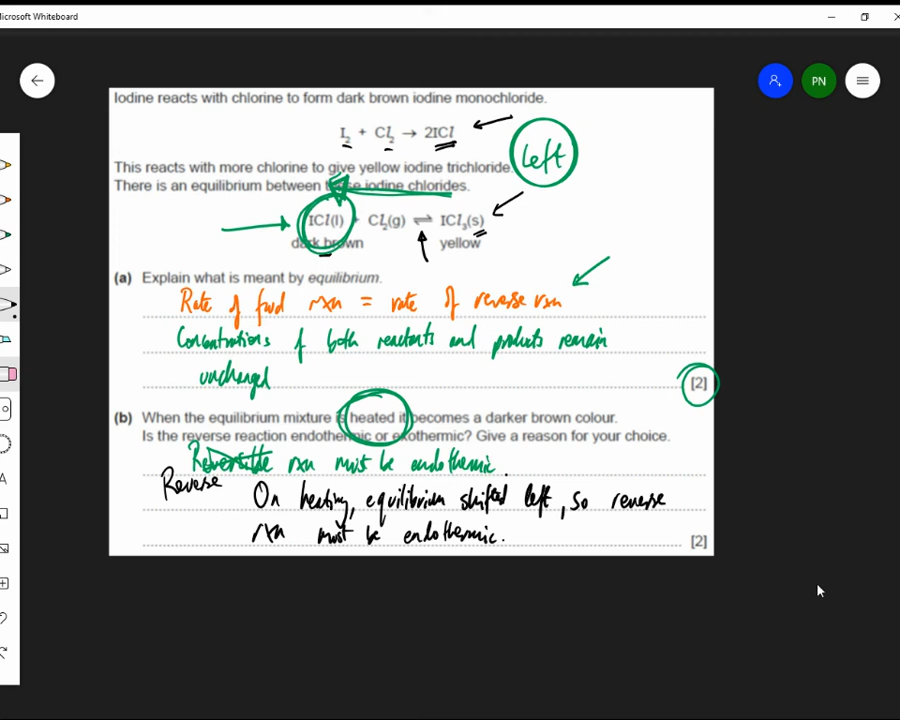 Microsoft Whiteboard
PN
Iodine reacts with chlorine to form dark brown iodine monochloride.
I2 + Cl2 → 2ICl
left
This reacts with more chlorine to give yellow iodine trichloride.
There is an equilibrium between these iodine chlorides.
ICl(l) + Cl2(g) ⇌ ICl3(s)
dark brown yellow
(a) Explain what is meant by equilibrium.
Rate of fwd rxn = rate of reverse rxn
Concentrations of both reactants and products remain
unchanged
[2]
(b) When the equilibrium mixture is heated it becomes a darker brown colour.
Is the reverse reaction endothermic or exothermic? Give a reason for your choice.
Reversible rxn must be endothermic.
Reverse
On heating, equilibrium shifted left, so reverse
rxn must be endothermic.
[2]